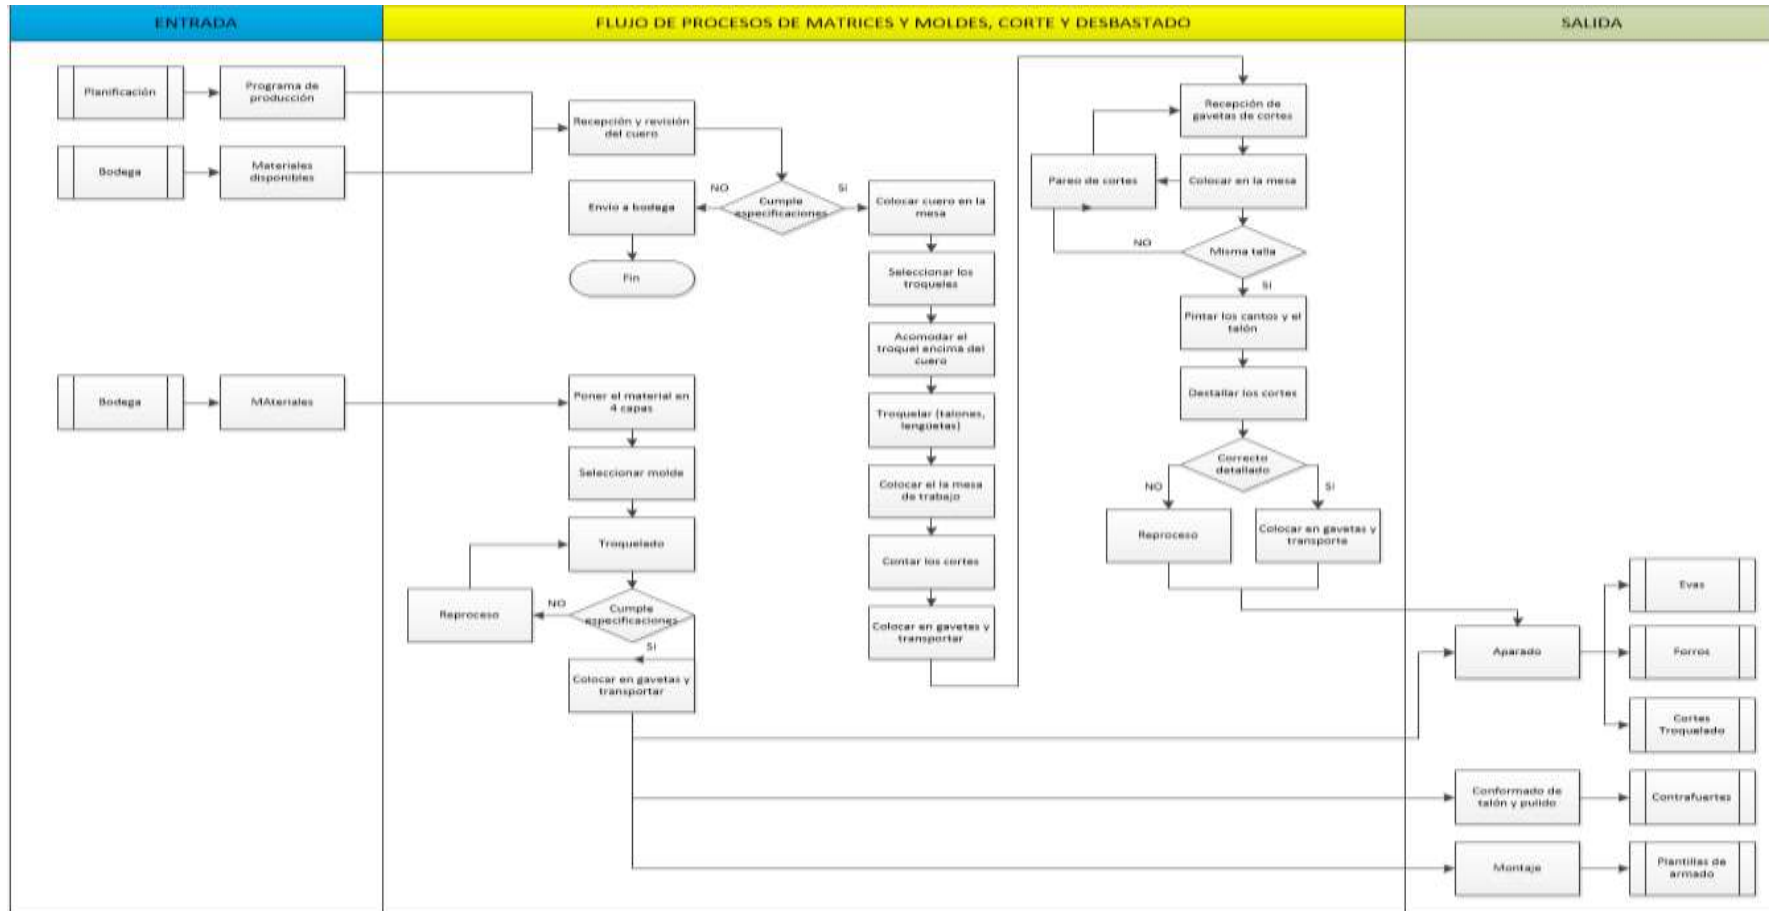 ENTRADA
FLUJO DE PROCESOS DE MATRICES Y MOLDES, CORTE Y DESBASTADO
SALIDA
Planificación
Programa de
producción
Bodega
Materiales
disponibles
Recepción y revisión
del cuero
Cumple
especificaciones
NO
SI
Envio a bodega
Fin
Colocar cuero en la
mesa
Seleccionar los
troqueles
Acomodar el
troquel encima del
cuero
Troquelar (talones,
lengüetas)
Colocar el la mesa
de trabajo
Contar los cortes
Colocar en gavetas y
transportar
Recepción de
gavetas de cortes
Pareo de cortes
Colocar en la mesa
NO
Misma talla
SI
Pintar los cantos y el
talón
Destallar los cortes
Correcto
detallado
NO
SI
Reproceso
Colocar en gavetas y
transporte
Bodega
MAteriales
Poner el material en
4 capas
Seleccionar molde
Troquelado
Reproceso
NO
Cumple
especificaciones
SI
Colocar en gavetas y
transportar
Aparado
Evas
Forros
Cortes
Troquelado
Conformado de
talón y pulido
Contrafuertes
Montaje
Plantillas de
armado